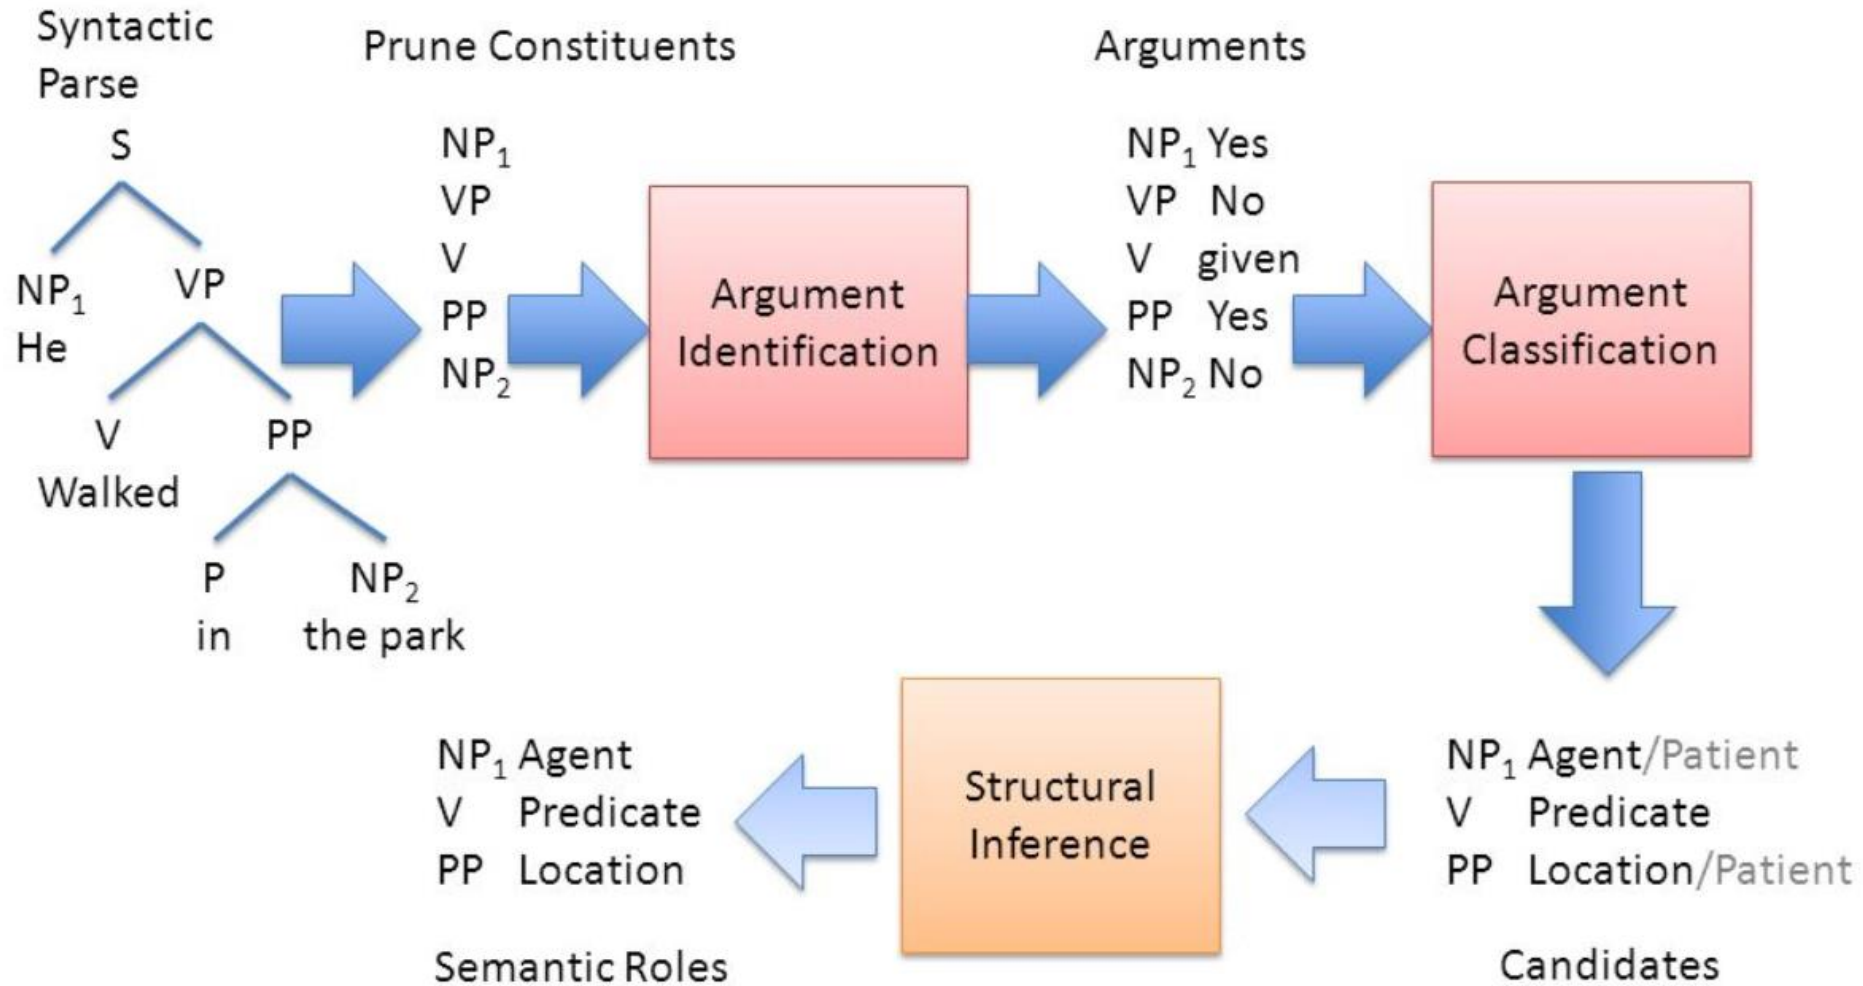 Syntactic
Parse
S
NP₁
He
VP
V
Walked
PP
P
in
NP₂
the park
Prune Constituents
NP₁
VP
V
PP
NP₂
Argument
Identification
Arguments
NP₁ Yes
VP No
V given
PP Yes
NP₂ No
Argument
Classification
NP₁ Agent/Patient
V Predicate
PP Location/Patient
Candidates
Structural
Inference
NP₁ Agent
V Predicate
PP Location
Semantic Roles